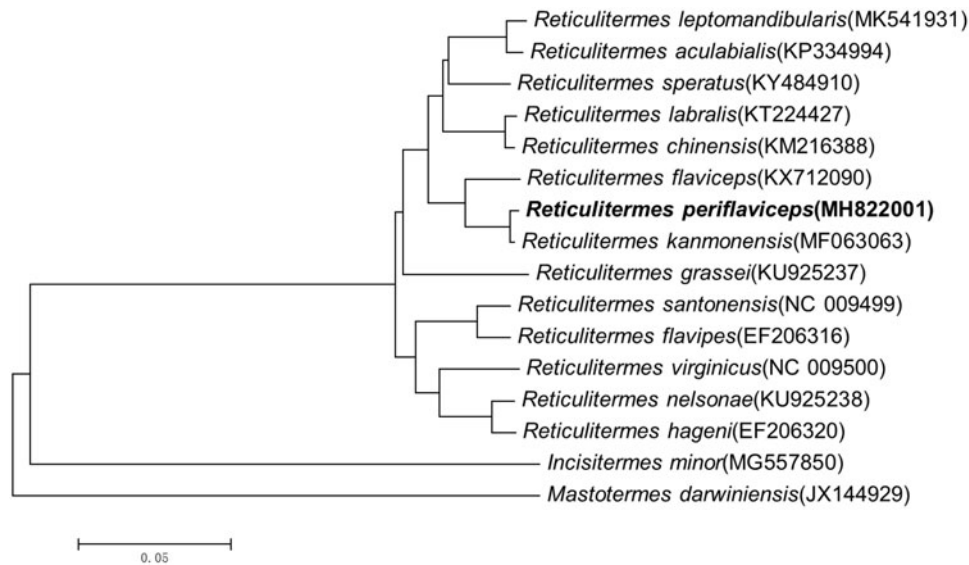 Reticulitermes leptomandibularis(MK541931)
Reticulitermes aculabialis(KP334994)
Reticulitermes speratus(KY484910)
Reticulitermes labralis(KT224427)
Reticulitermes chinensis(KM216388)
Reticulitermes flaviceps(KX712090)
Reticulitermes periflaviceps(MH822001)
Reticulitermes kanmonensis(MF063063)
Reticulitermes grassei(KU925237)
Reticulitermes santonensis(NC 009499)
Reticulitermes flavipes(EF206316)
Reticulitermes virginicus(NC 009500)
Reticulitermes nelsonae(KU925238)
Reticulitermes hageni(EF206320)
Incisitermes minor(MG557850)
Mastotermes darwiniensis(JX144929)
0.05